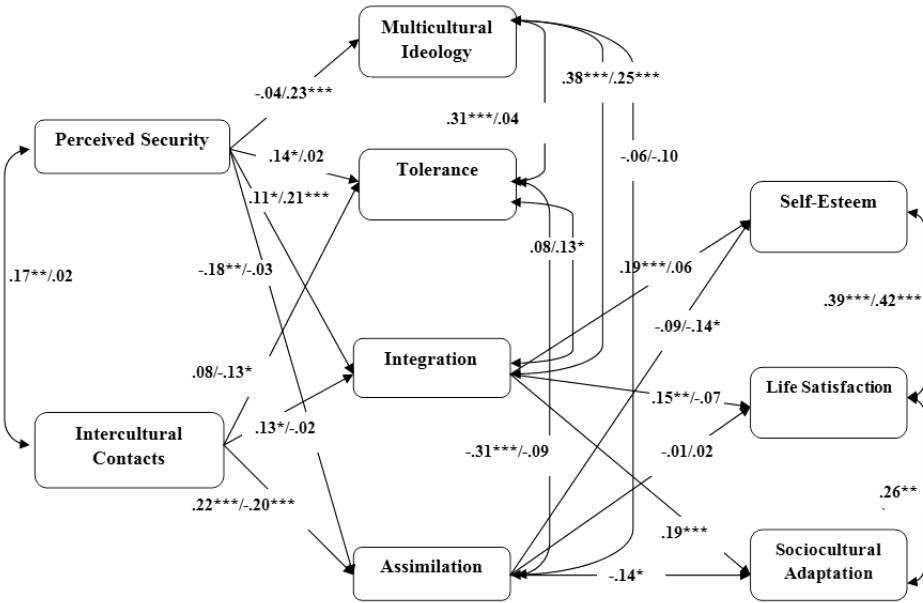 Multicultural
Ideology
.38***/.25***
-.04/.23***
.31***/.04
Perceived Security
.14*/.02
Tolerance
-.06/-.10
.11*/.21***
Self-Esteem
.08/.13*
.17**/.02
-.18**/-.03
.19***/.06
.39***/.42***
-.09/-.14*
Integration
.08/-.13*
Life Satisfaction
.15**/-.07
.13*/-.02
Intercultural
Contacts
-.31***/-.09
-.01/.02
.22***/-.20***
.26**
-
.19***
Sociocultural
Adaptation
Assimilation
-.14*